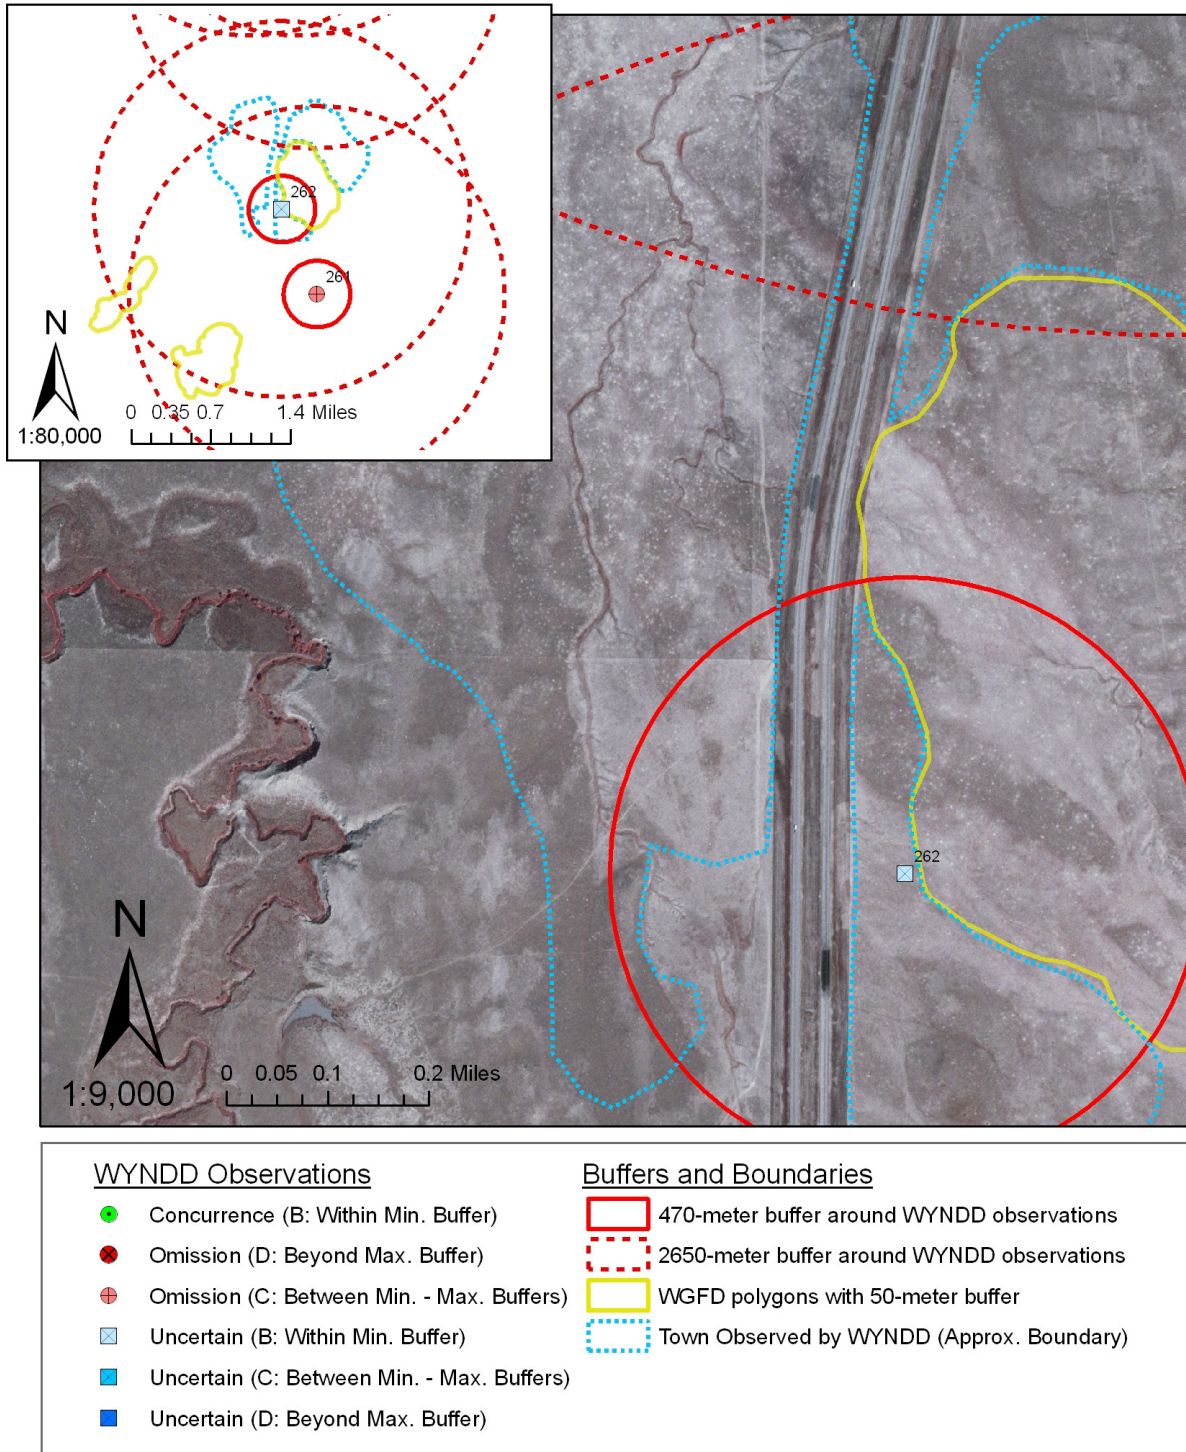 262
261
N
1:80,000
0 0.35 0.7 1.4 Miles
262
N
1:9,000
0 0.05 0.1 0.2 Miles
WYNDD Observations
Concurrence (B: Within Min. Buffer)
Omission (D: Beyond Max. Buffer)
Omission (C: Between Min. - Max. Buffers)
Uncertain (B: Within Min. Buffer)
Uncertain (C: Between Min. - Max. Buffers)
Uncertain (D: Beyond Max. Buffer)
Buffers and Boundaries
470-meter buffer around WYNDD observations
2650-meter buffer around WYNDD observations
WGFD polygons with 50-meter buffer
Town Observed by WYNDD (Approx. Boundary)